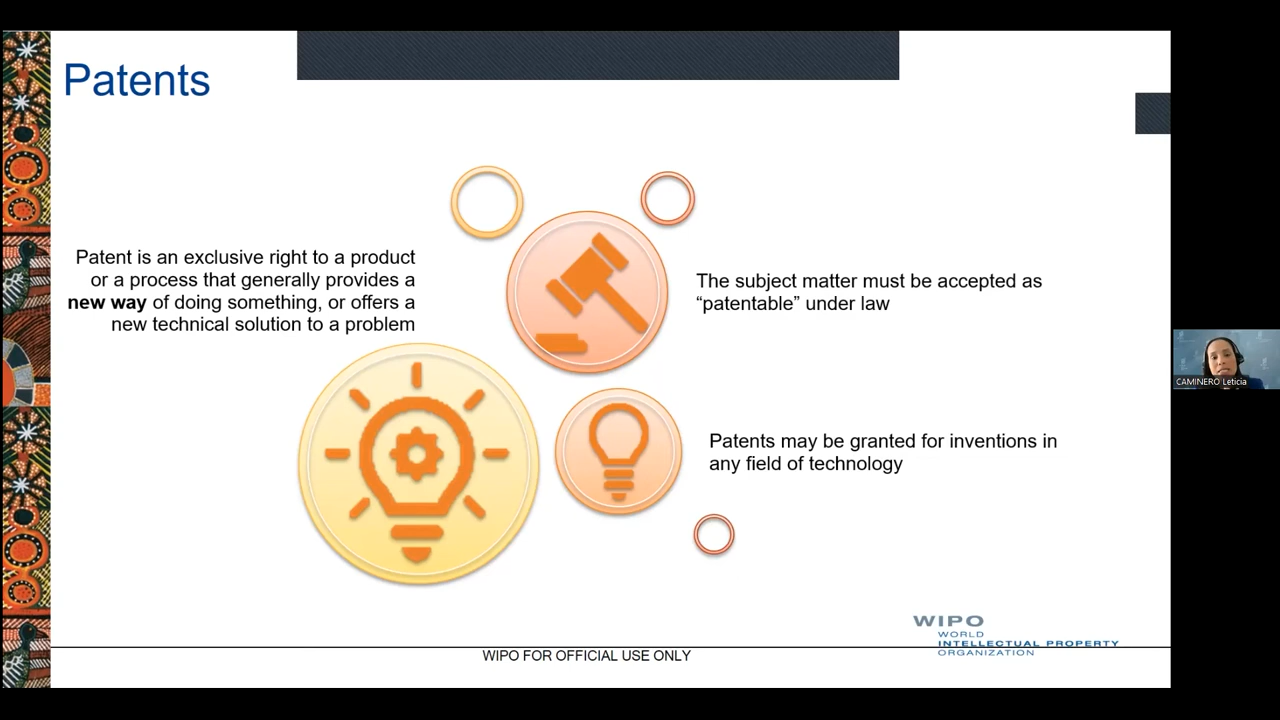 Patents
Patent is an exclusive right to a product
or a process that generally provides a
new way of doing something, or offers a
new technical solution to a problem
The subject matter must be accepted as
“patentable” under law
Patents may be granted for inventions in
any field of technology
CAMINERO Leticia
WIPO
WORLD
INTELLECTUAL PROPERTY
ORGANIZATION
WIPO FOR OFFICIAL USE ONLY